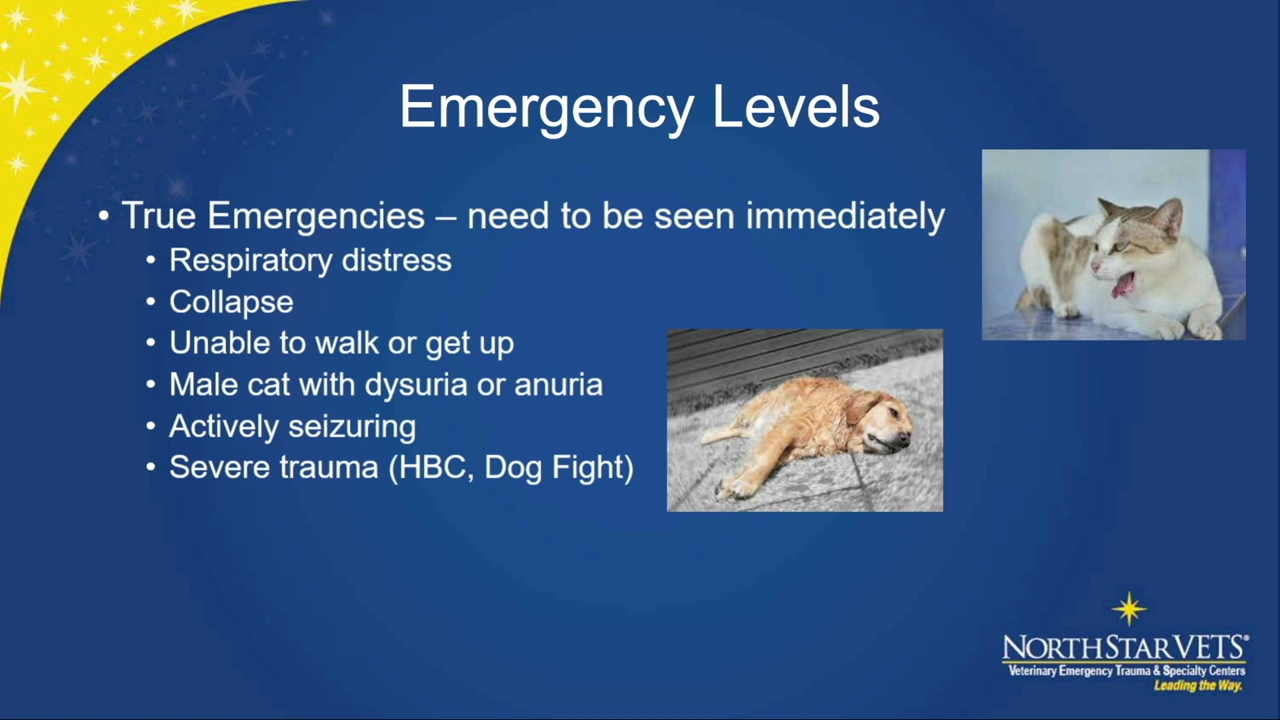 Emergency Levels
• True Emergencies – need to be seen immediately
• Respiratory distress
• Collapse
• Unable to walk or get up
• Male cat with dysuria or anuria
• Actively seizuring
• Severe trauma (HBC, Dog Fight)
NORTHSTAR VETS®
Veterinary Emergency Trauma & Specialty Centers
Leading the Way.